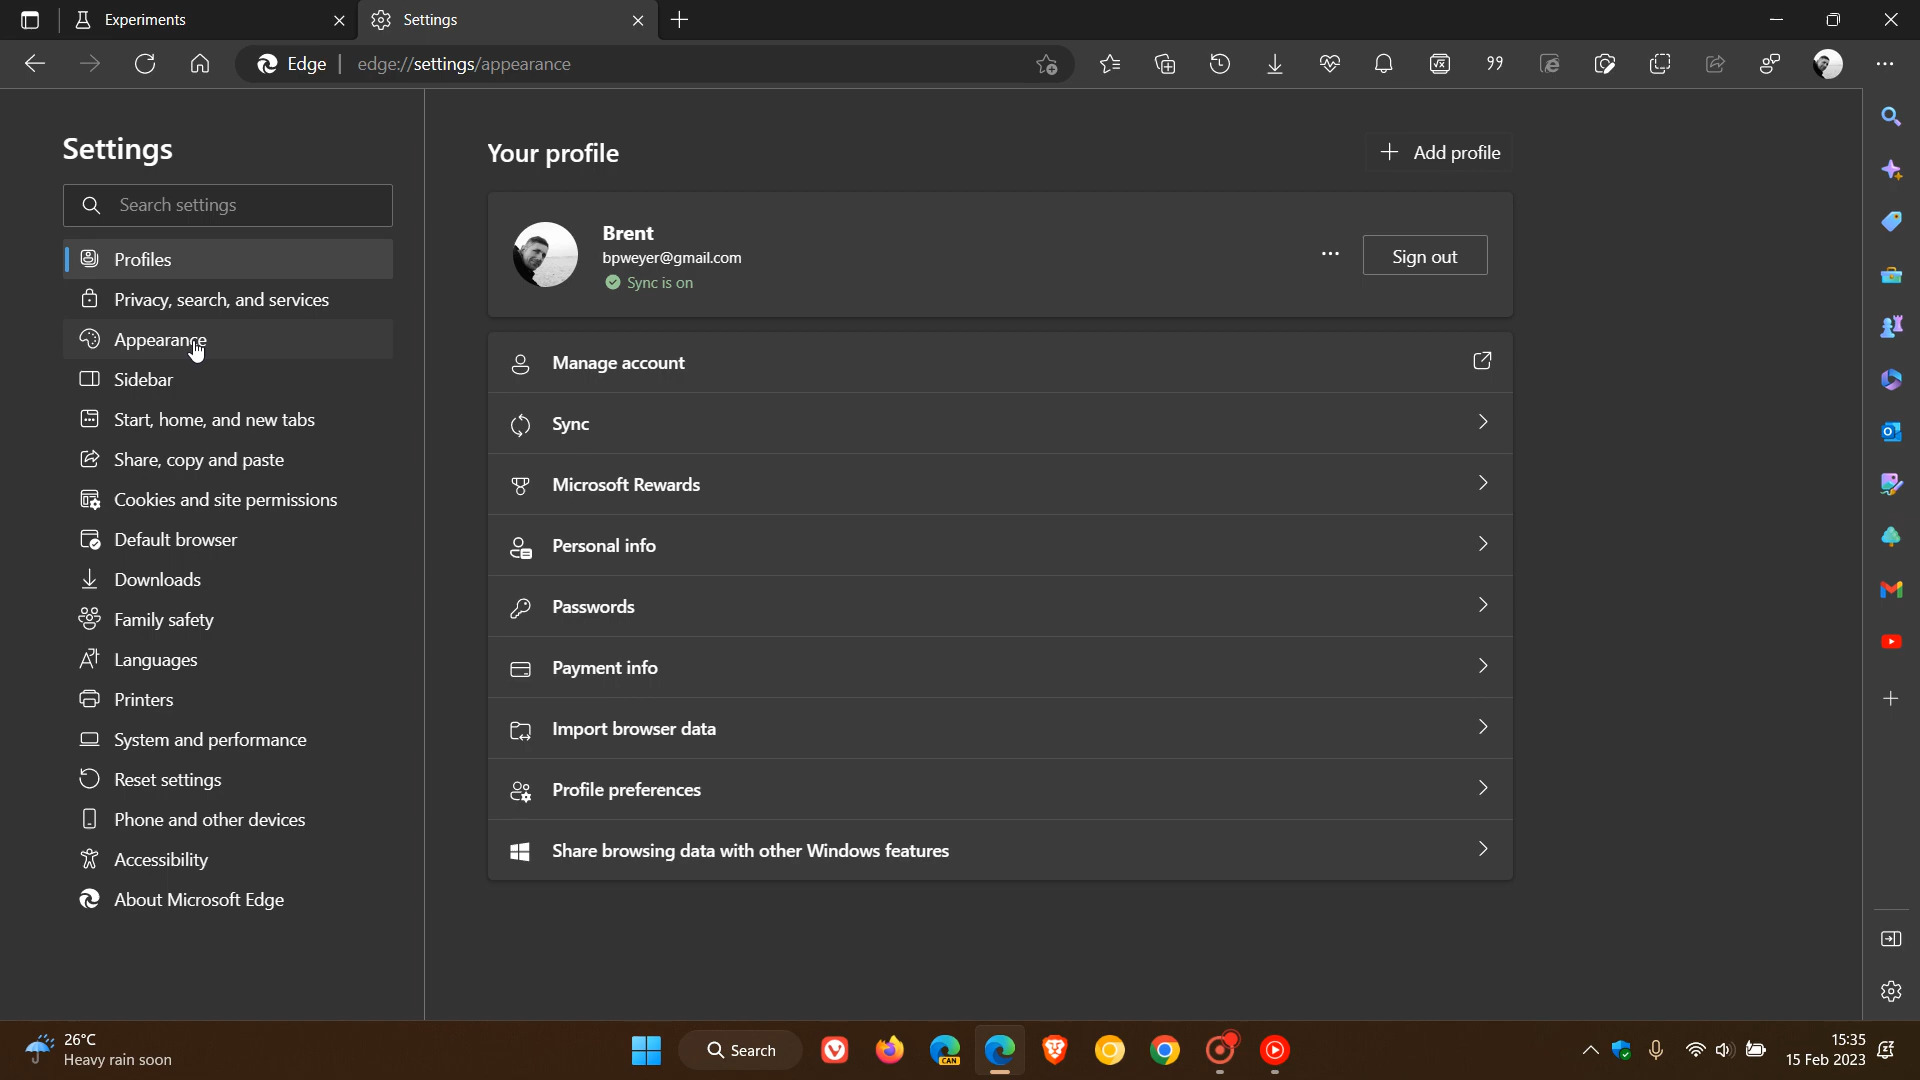 Experiments
Settings
Edge
edge://settings/appearance
Settings
Search settings
Profiles
Privacy, search, and services
Appearance
Sidebar
Start, home, and new tabs
Share, copy and paste
Cookies and site permissions
Default browser
Downloads
Family safety
Languages
Printers
System and performance
Reset settings
Phone and other devices
Accessibility
About Microsoft Edge
Your profile
Add profile
Brent
bpweyer@gmail.com
Sync is on
Sign out
Manage account
Sync
Microsoft Rewards
Personal info
Passwords
Payment info
Import browser data
Profile preferences
Share browsing data with other Windows features
26°C
Heavy rain soon
Search
CAN
15:35
15 Feb 2023